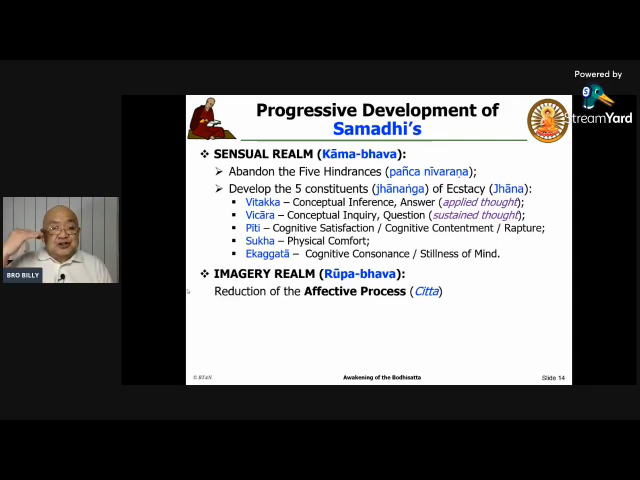 Powered by
StreamYard
Progressive Development of
Samadhi's
❖ SENSUAL REALM (Kāma-bhava):
➢ Abandon the Five Hindrances (pañca nīvaraṇa);
➢ Develop the 5 constituents (jhānaṅga) of Ecstacy (Jhāna):
▪ Vitakka – Conceptual Inference, Answer (applied thought);
▪ Vicāra – Conceptual Inquiry, Question (sustained thought);
▪ Pīti – Cognitive Satisfaction / Cognitive Contentment / Rapture;
▪ Sukha – Physical Comfort;
▪ Ekaggatā – Cognitive Consonance / Stillness of Mind.
❖ IMAGERY REALM (Rūpa-bhava):
Reduction of the Affective Process (Citta)
BRO BILLY
© BTAN
Awakening of the Bodhisatta
Slide 14